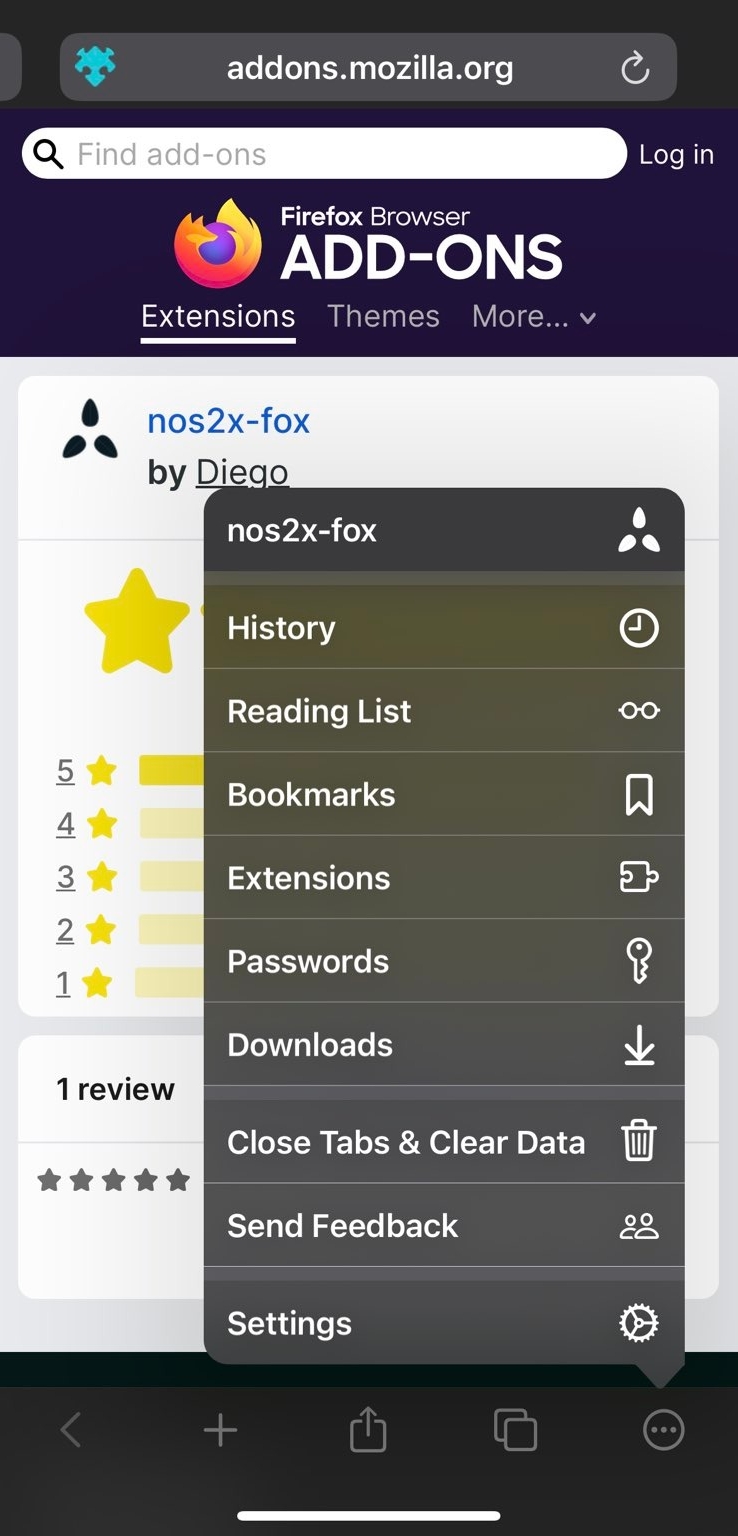 addons.mozilla.org
Find add-ons
Log in
Firefox Browser
ADD-ONS
Extensions
Themes
More...
nos2x-fox
by Diego
nos2x-fox
History
Reading List
Bookmarks
Extensions
Passwords
Downloads
Close Tabs & Clear Data
Send Feedback
Settings
5
4
3
2
1
1 review